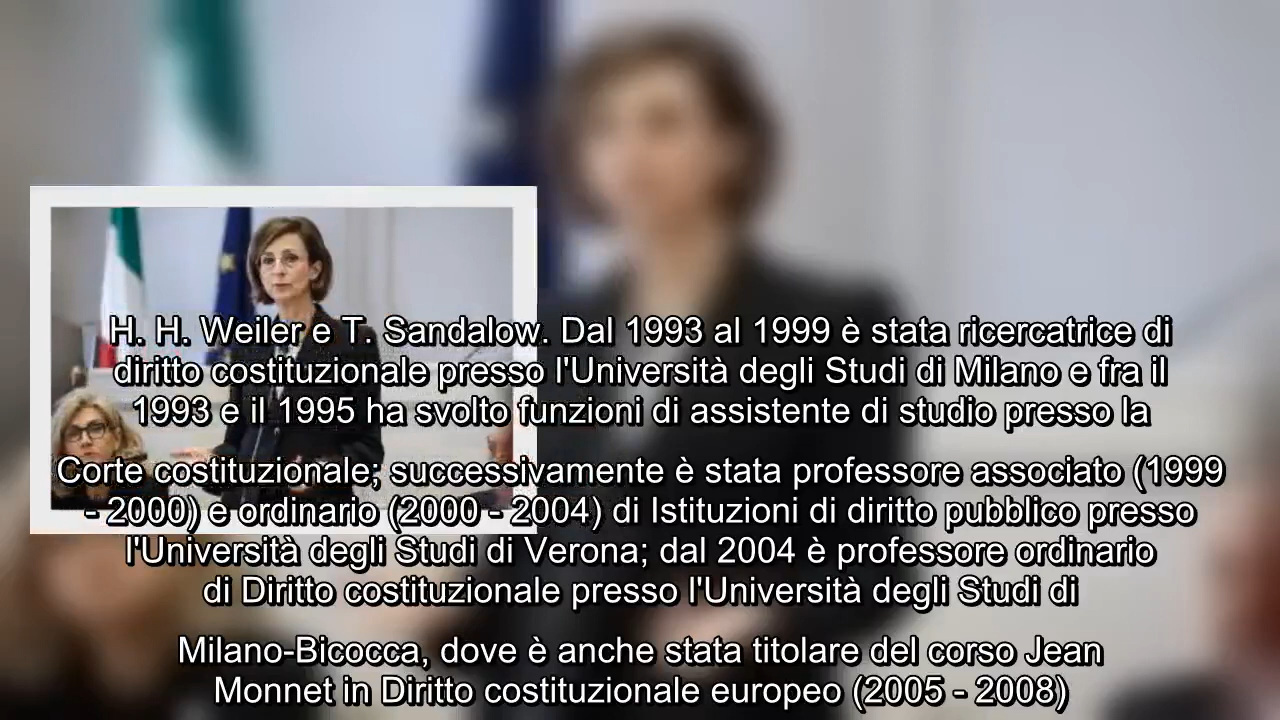 H. H. Weiler e T. Sandalow. Dal 1993 al 1999 è stata ricercatrice di
diritto costituzionale presso l'Università degli Studi di Milano e fra il
1993 e il 1995 ha svolto funzioni di assistente di studio presso la
Corte costituzionale; successivamente è stata professore associato (1999
- 2000) e ordinario (2000 - 2004) di Istituzioni di diritto pubblico presso
l'Università degli Studi di Verona; dal 2004 è professore ordinario
di Diritto costituzionale presso l'Università degli Studi di
Milano-Bicocca, dove è anche stata titolare del corso Jean
Monnet in Diritto costituzionale europeo (2005 - 2008)